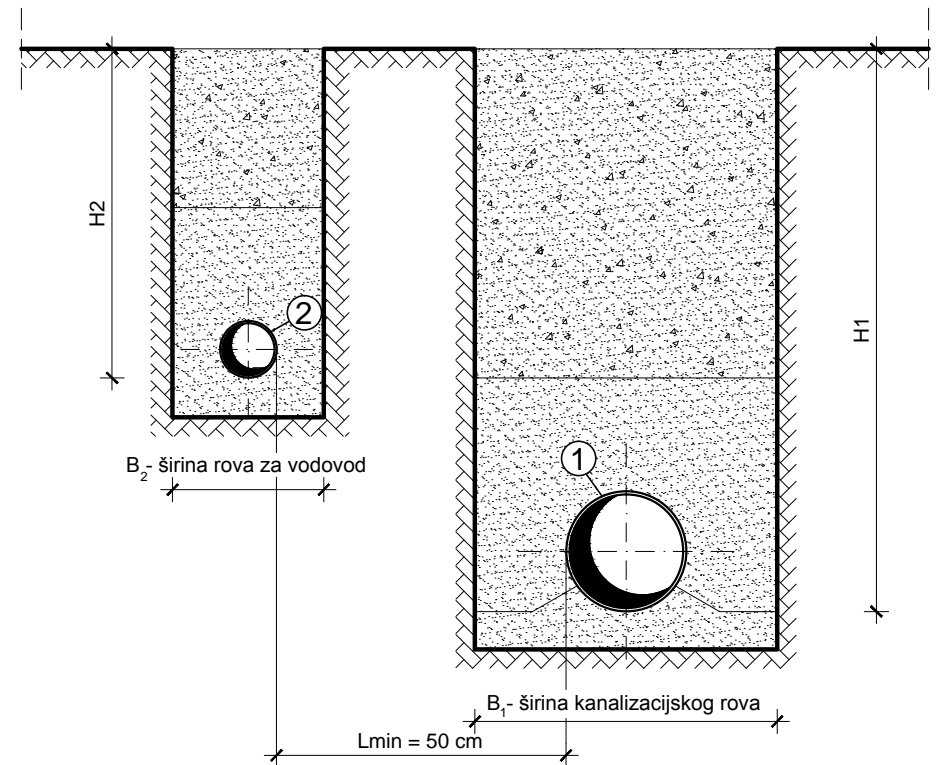 H2
2
H1
1
B2- širina rova za vodovod
B1- širina kanalizacijskog rova
Lmin = 50 cm